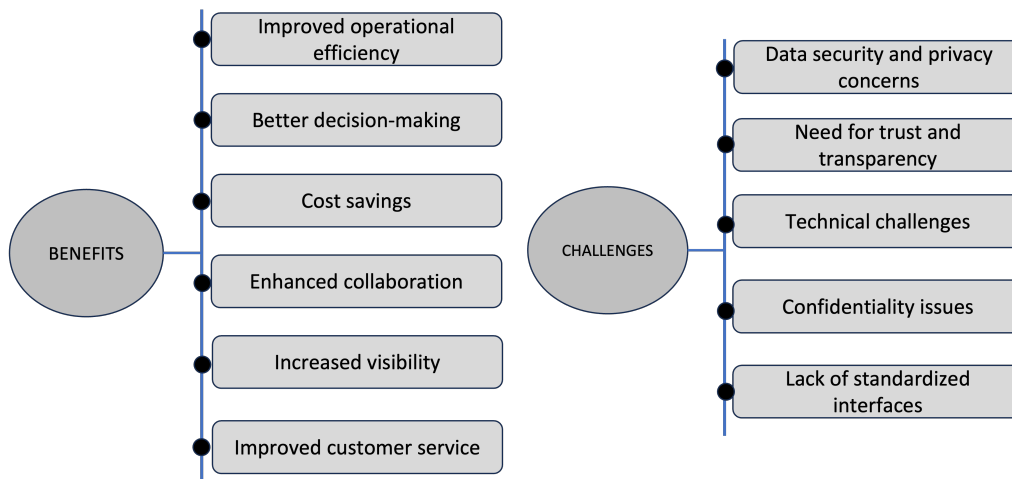 BENEFITS
Improved operational
efficiency
Better decision-making
Cost savings
Enhanced collaboration
Increased visibility
Improved customer service
CHALLENGES
Data security and privacy
concerns
Need for trust and
transparency
Technical challenges
Confidentiality issues
Lack of standardized
interfaces